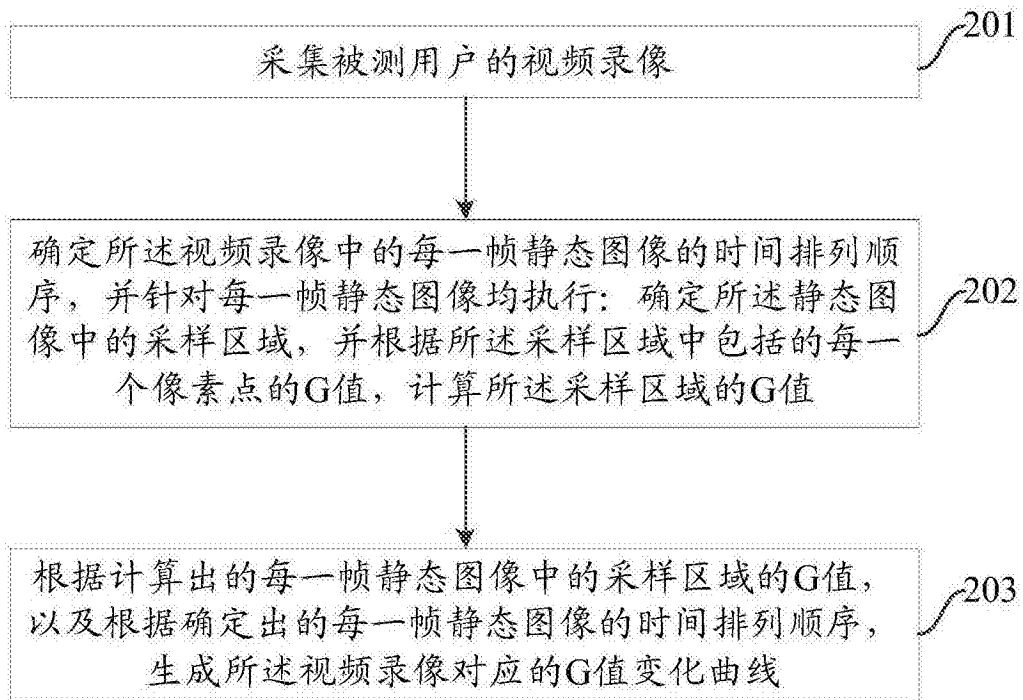 201
采集被测用户的视频录像
确定所述视频录像中的每一帧静态图像的时间排列顺
序，并针对每一帧静态图像均执行：确定所述静态图
像中的采样区域，并根据所述采样区域中包括的每一
个像素点的G值，计算所述采样区域的G值
202
根据计算出的每一帧静态图像中的采样区域的G值，
以及根据确定出的每一帧静态图像的时间排列顺序，
生成所述视频录像对应的G值变化曲线
203